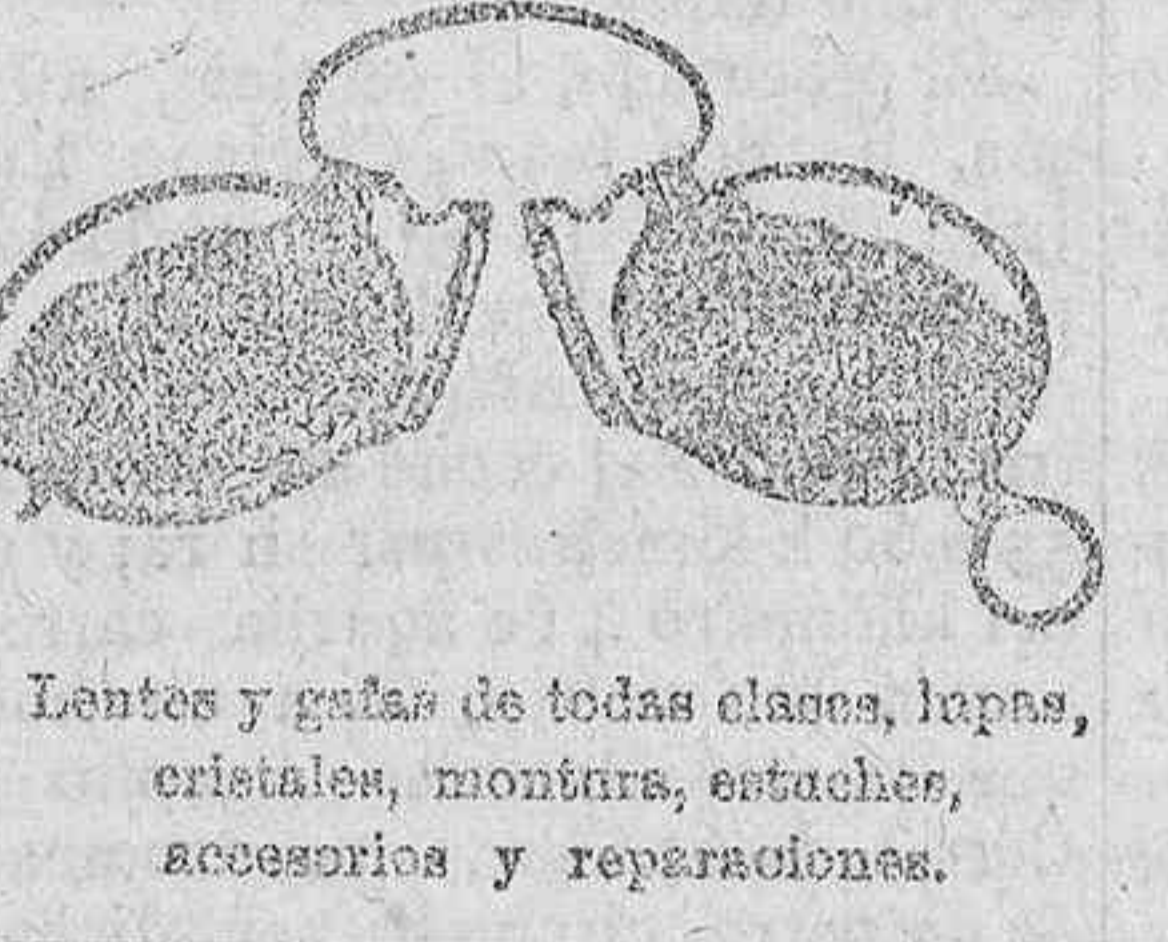 Lentes y gafas de todas clases, lupas,
cristales, montura, estuches,
accesorios y reparaciones.